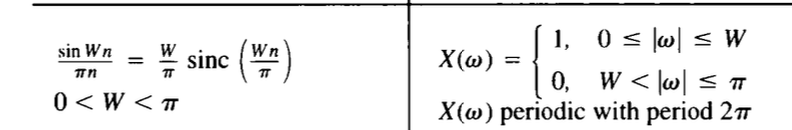 sin Wn / πn = W/π sinc (Wn/π)
0 < W < π
X(ω) = { 1, 0 ≤ |ω| ≤ W
0, W < |ω| ≤ π
X(ω) periodic with period 2π